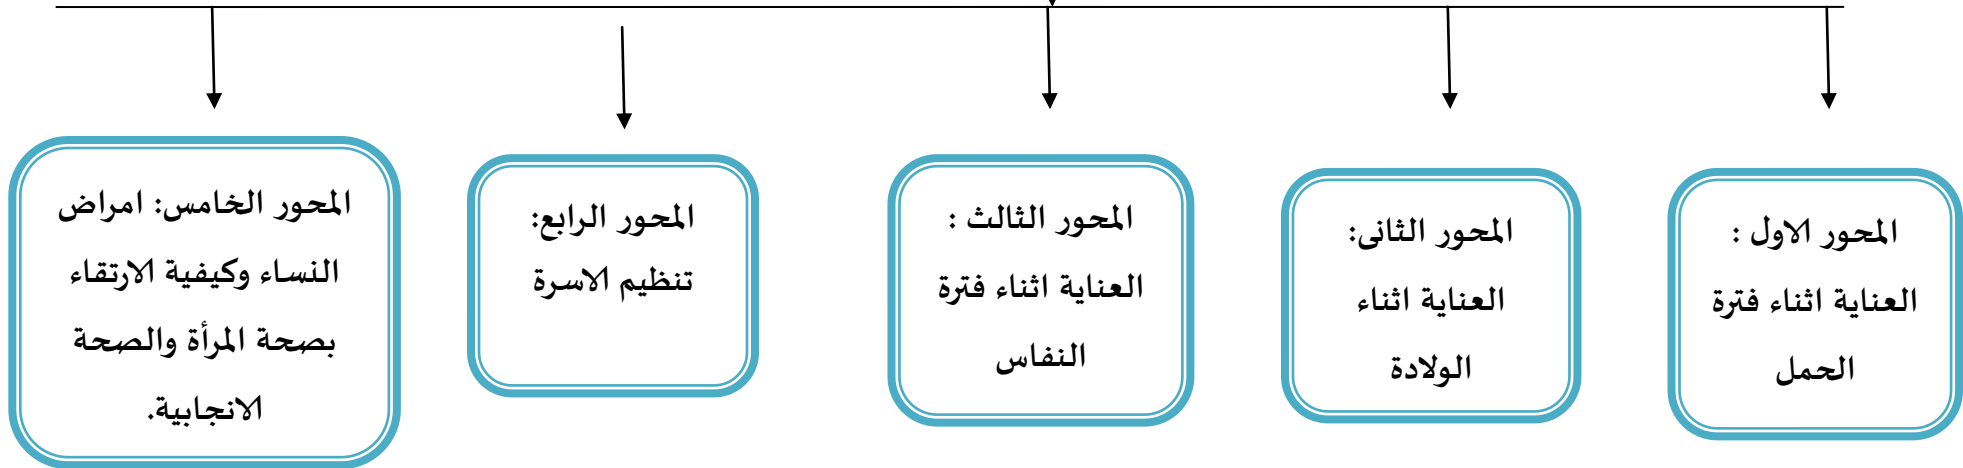 المحور الاول :
العناية اثناء فترة
الحمل
المحور الثانى:
العناية اثناء
الولادة
المحور الثالث :
العناية اثناء فترة
النفاس
المحور الرابع:
تنظيم الاسرة
المحور الخامس: امراض
النساء وكيفية الارتقاء
بصحة المرأة والصحة
الانجابية.